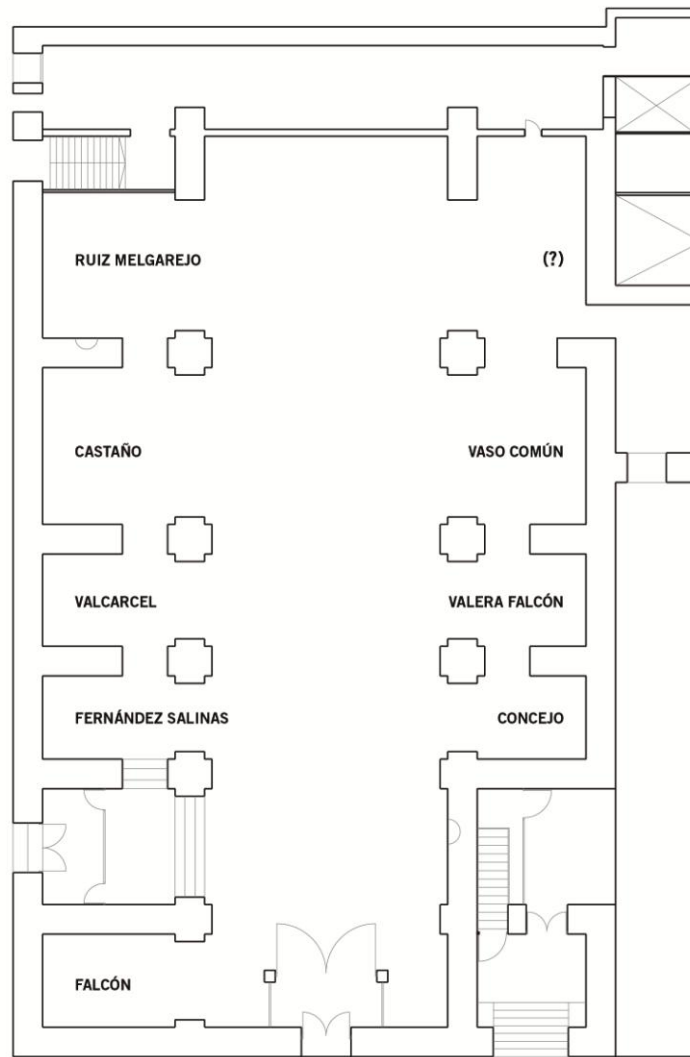 RUIZ MELGAREJO
(?)
CASTAÑO
VASO COMÚN
VALCARCEL
VALERA FALCÓN
FERNÁNDEZ SALINAS
CONCEJO
FALCÓN